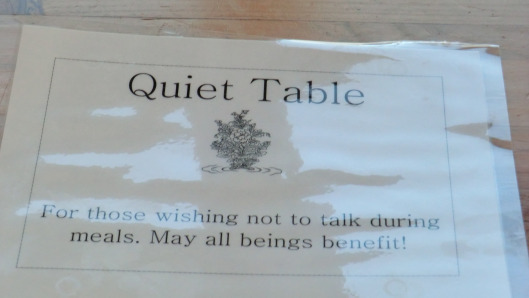 Quiet Table
For those wishing not to talk during
meals. May all beings benefit!